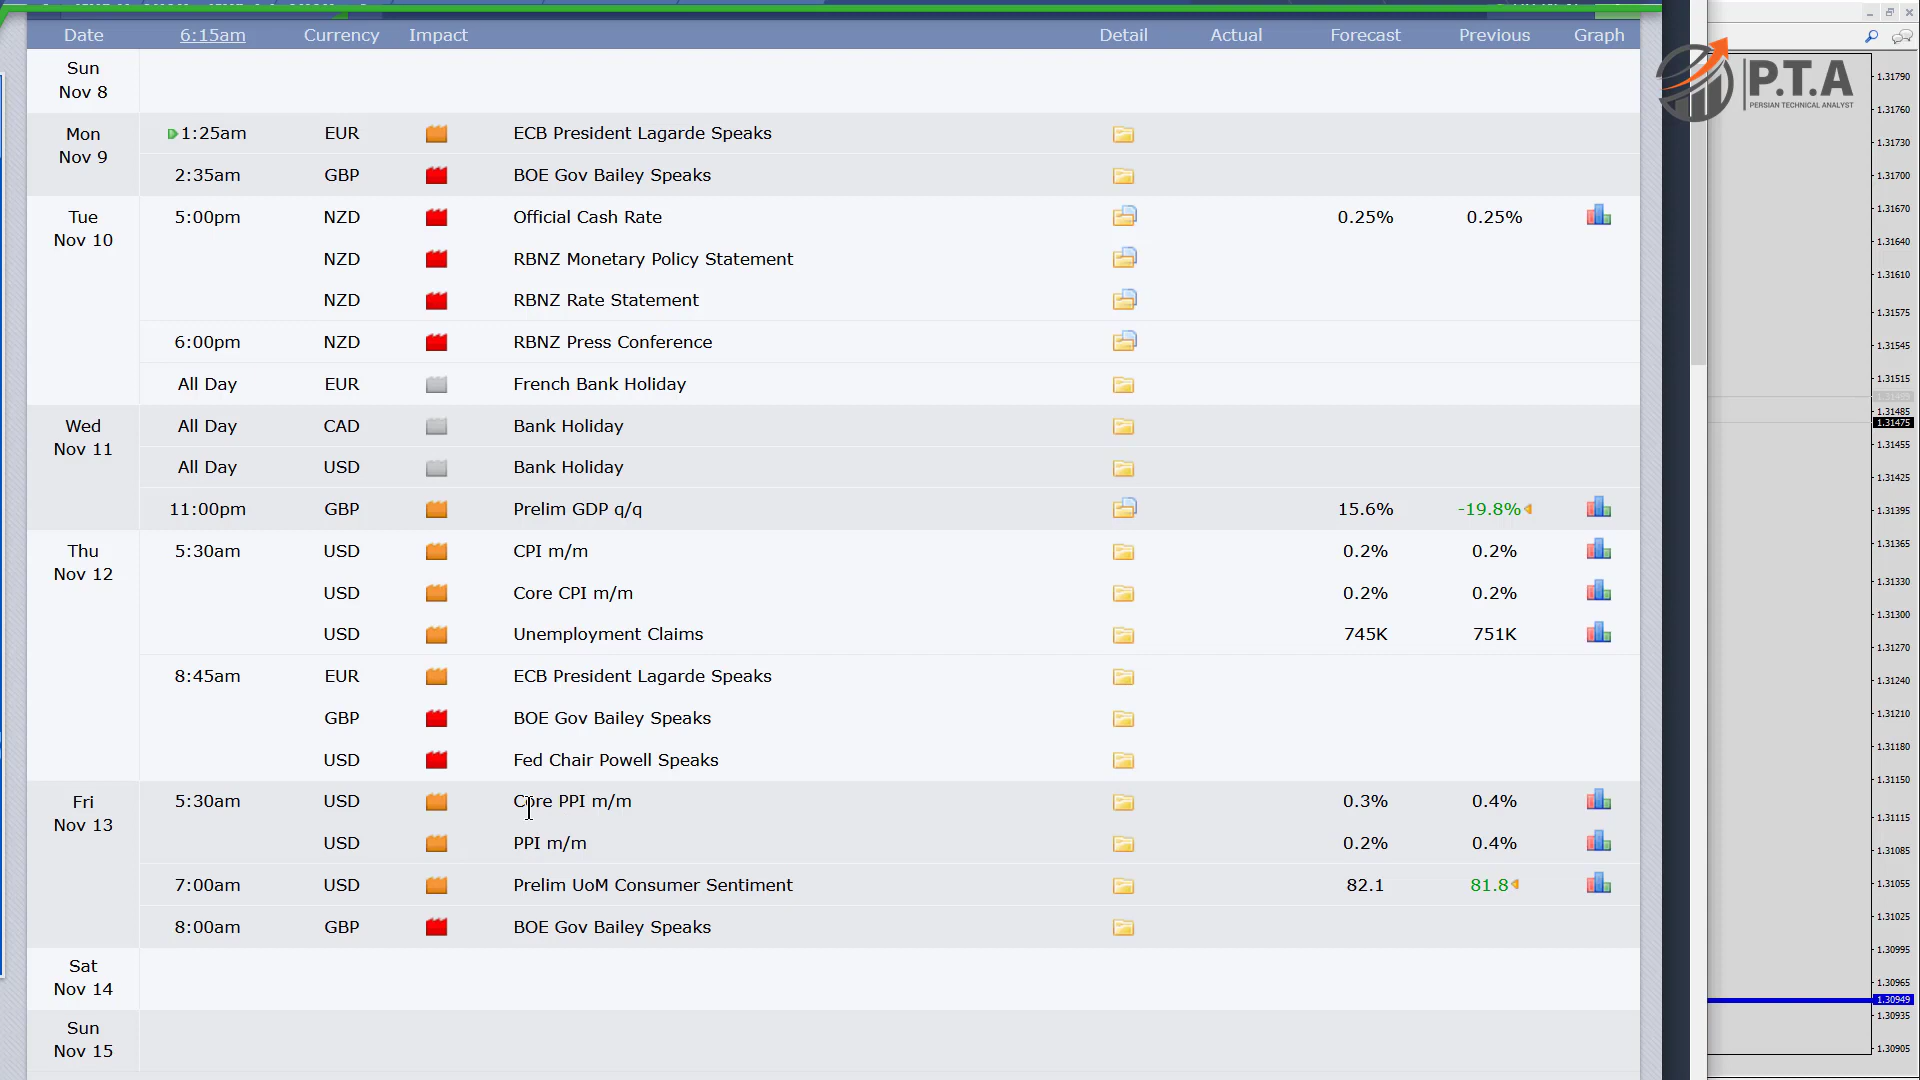 Date 6:15am Currency Impact Detail Actual Forecast Previous Graph
Sun
Nov 8
Mon
Nov 9
1:25am EUR ECB President Lagarde Speaks
2:35am GBP BOE Gov Bailey Speaks
Tue
Nov 10
5:00pm NZD Official Cash Rate 0.25% 0.25%
NZD RBNZ Monetary Policy Statement
NZD RBNZ Rate Statement
6:00pm NZD RBNZ Press Conference
All Day EUR French Bank Holiday
Wed
Nov 11
All Day CAD Bank Holiday
All Day USD Bank Holiday
11:00pm GBP Prelim GDP q/q 15.6% -19.8%
Thu
Nov 12
5:30am USD CPI m/m 0.2% 0.2%
USD Core CPI m/m 0.2% 0.2%
USD Unemployment Claims 745K 751K
8:45am EUR ECB President Lagarde Speaks
GBP BOE Gov Bailey Speaks
USD Fed Chair Powell Speaks
Fri
Nov 13
5:30am USD Core PPI m/m 0.3% 0.4%
USD PPI m/m 0.2% 0.4%
7:00am USD Prelim UoM Consumer Sentiment 82.1 81.8
8:00am GBP BOE Gov Bailey Speaks
Sat
Nov 14
Sun
Nov 15
P.T.A
PERSIAN TECHNICAL ANALYST
1.31790
1.31760
1.31730
1.31700
1.31670
1.31640
1.31610
1.31575
1.31545
1.31515
1.31485
1.31475
1.31455
1.31425
1.31395
1.31365
1.31330
1.31300
1.31270
1.31240
1.31210
1.31180
1.31150
1.31115
1.31085
1.31055
1.31025
1.30995
1.30965
1.30949
1.30935
1.30905